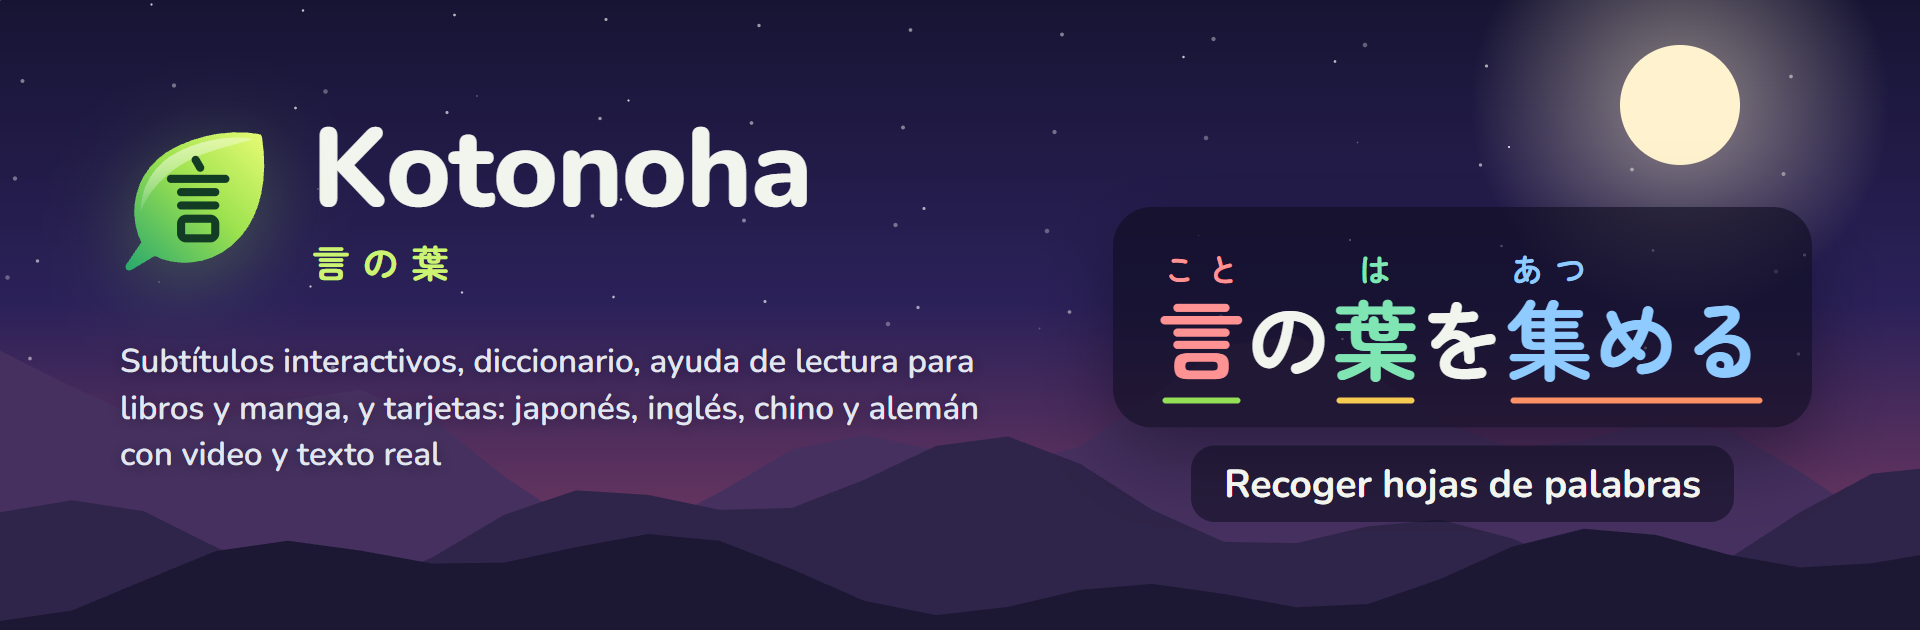 言
Kotonoha
言の葉
Subtítulos interactivos, diccionario, ayuda de lectura para
libros y manga, y tarjetas: japonés, inglés, chino y alemán
con video y texto real
こと は あつ
言の葉を集める
Recoger hojas de palabras